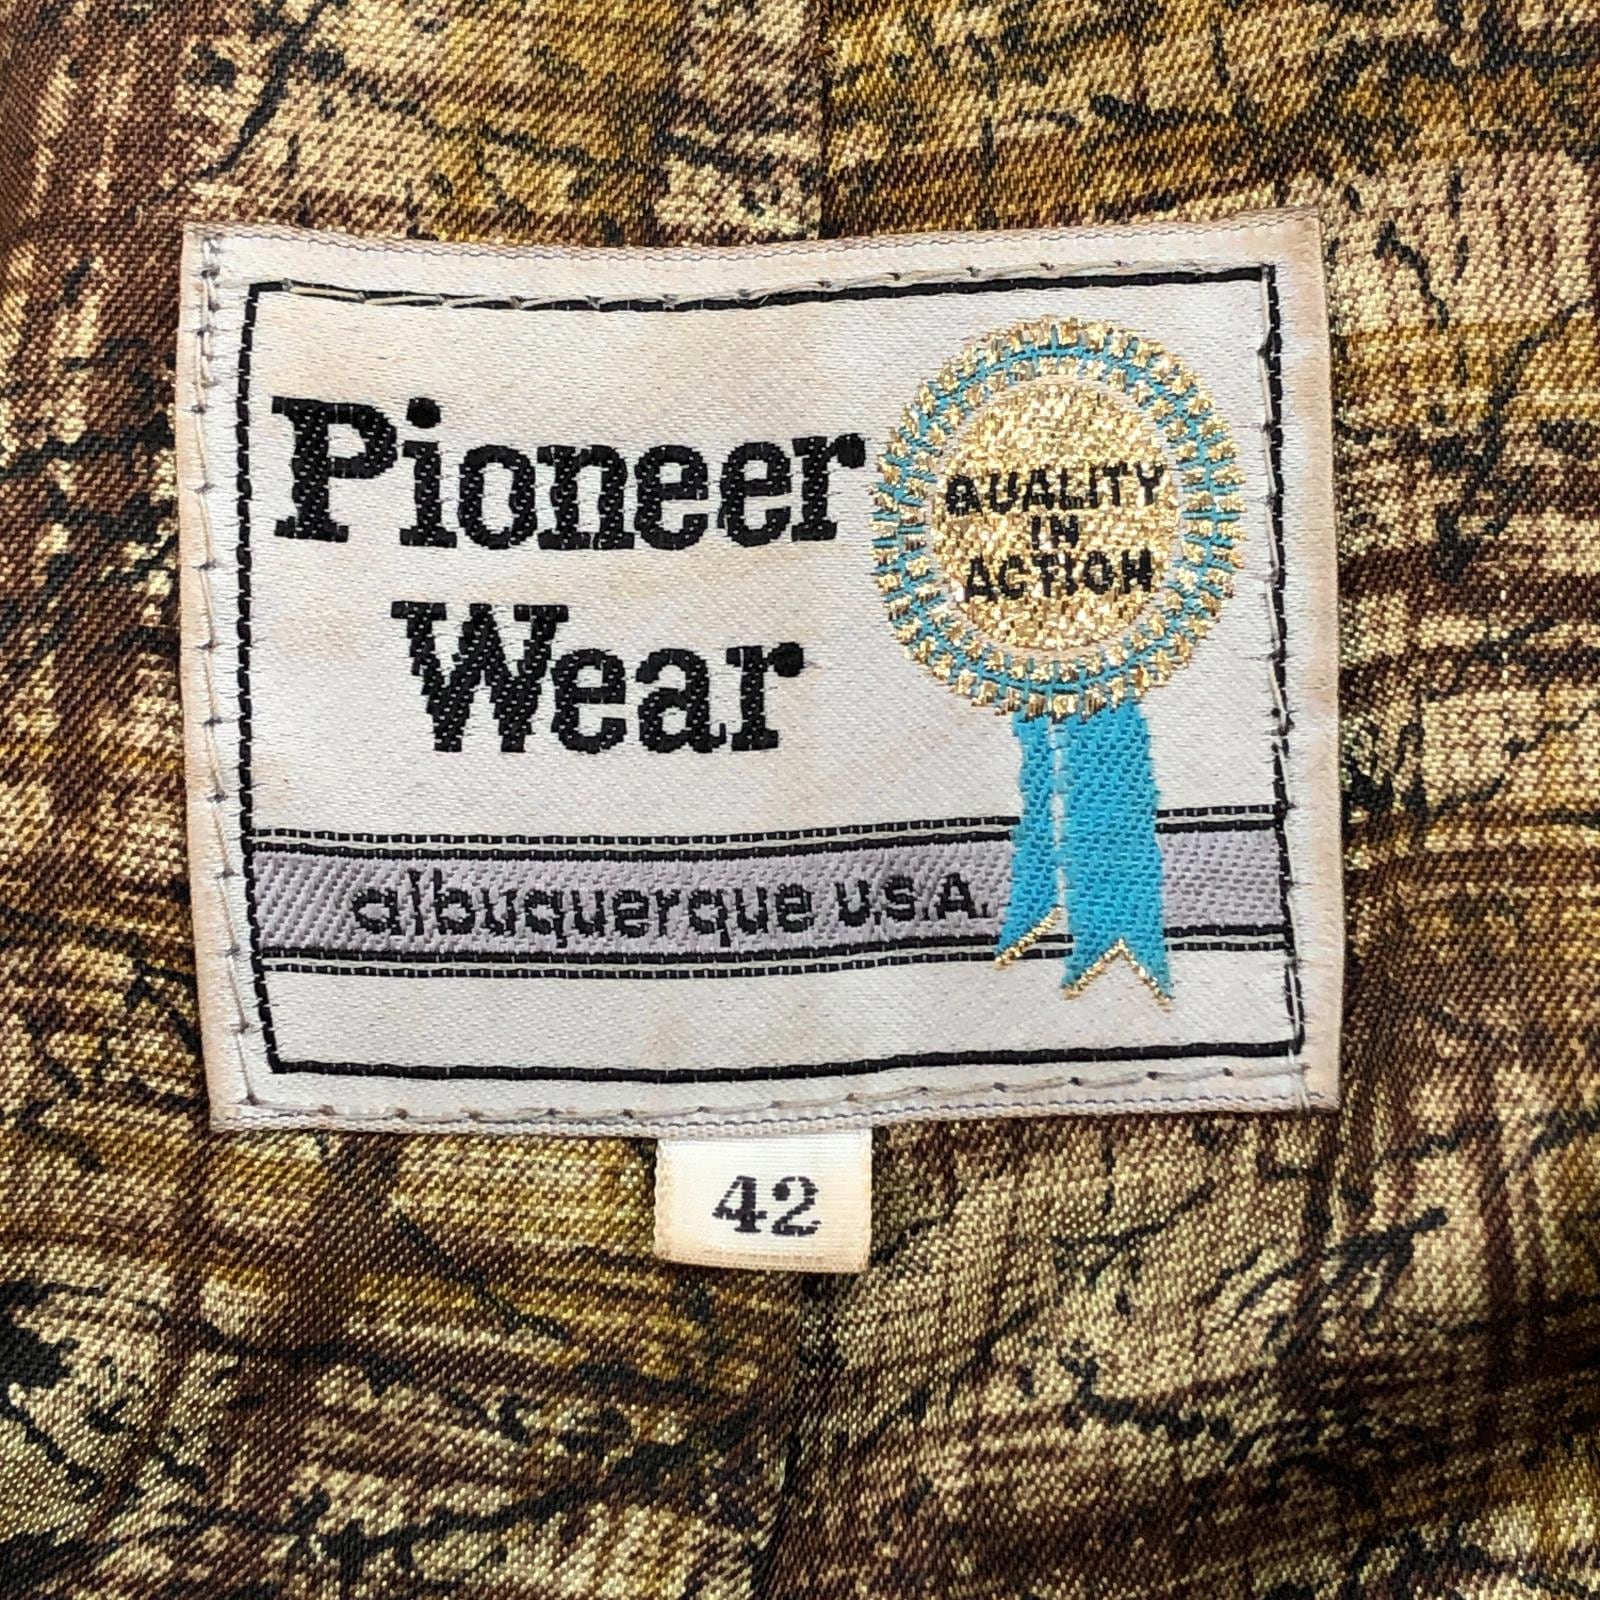 Pioneer
Wear
QUALITY
IN
ACTION
albuquerque U.S.A.
42